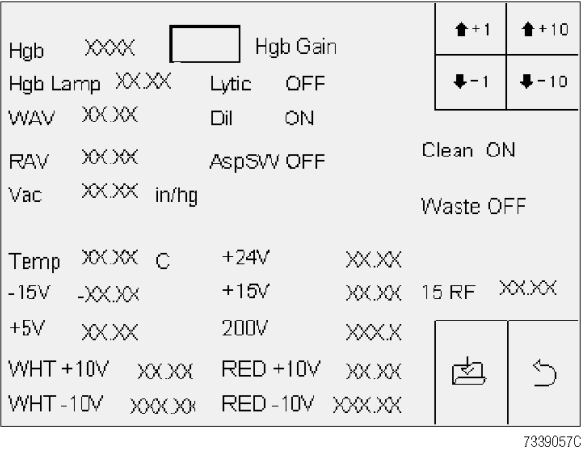 Hgb XXXX Hgb Gain +1 +10
Hgb Lamp XX.XX Lytic OFF -1 -10
WAV XX.XX Dil ON
RAV XX.XX AspSW OFF Clean ON
Vac XX.XX in/hg Waste OFF
Temp XX.XX C +24V XX.XX
-15V -XX.XX +15V XX.XX 15 RF XX.XX
+5V XX.XX 200V XXX.X
WHT +10V XX.XX RED +10V XX.XX
WHT -10V XXX.XX RED -10V XXX.XX
7339057C